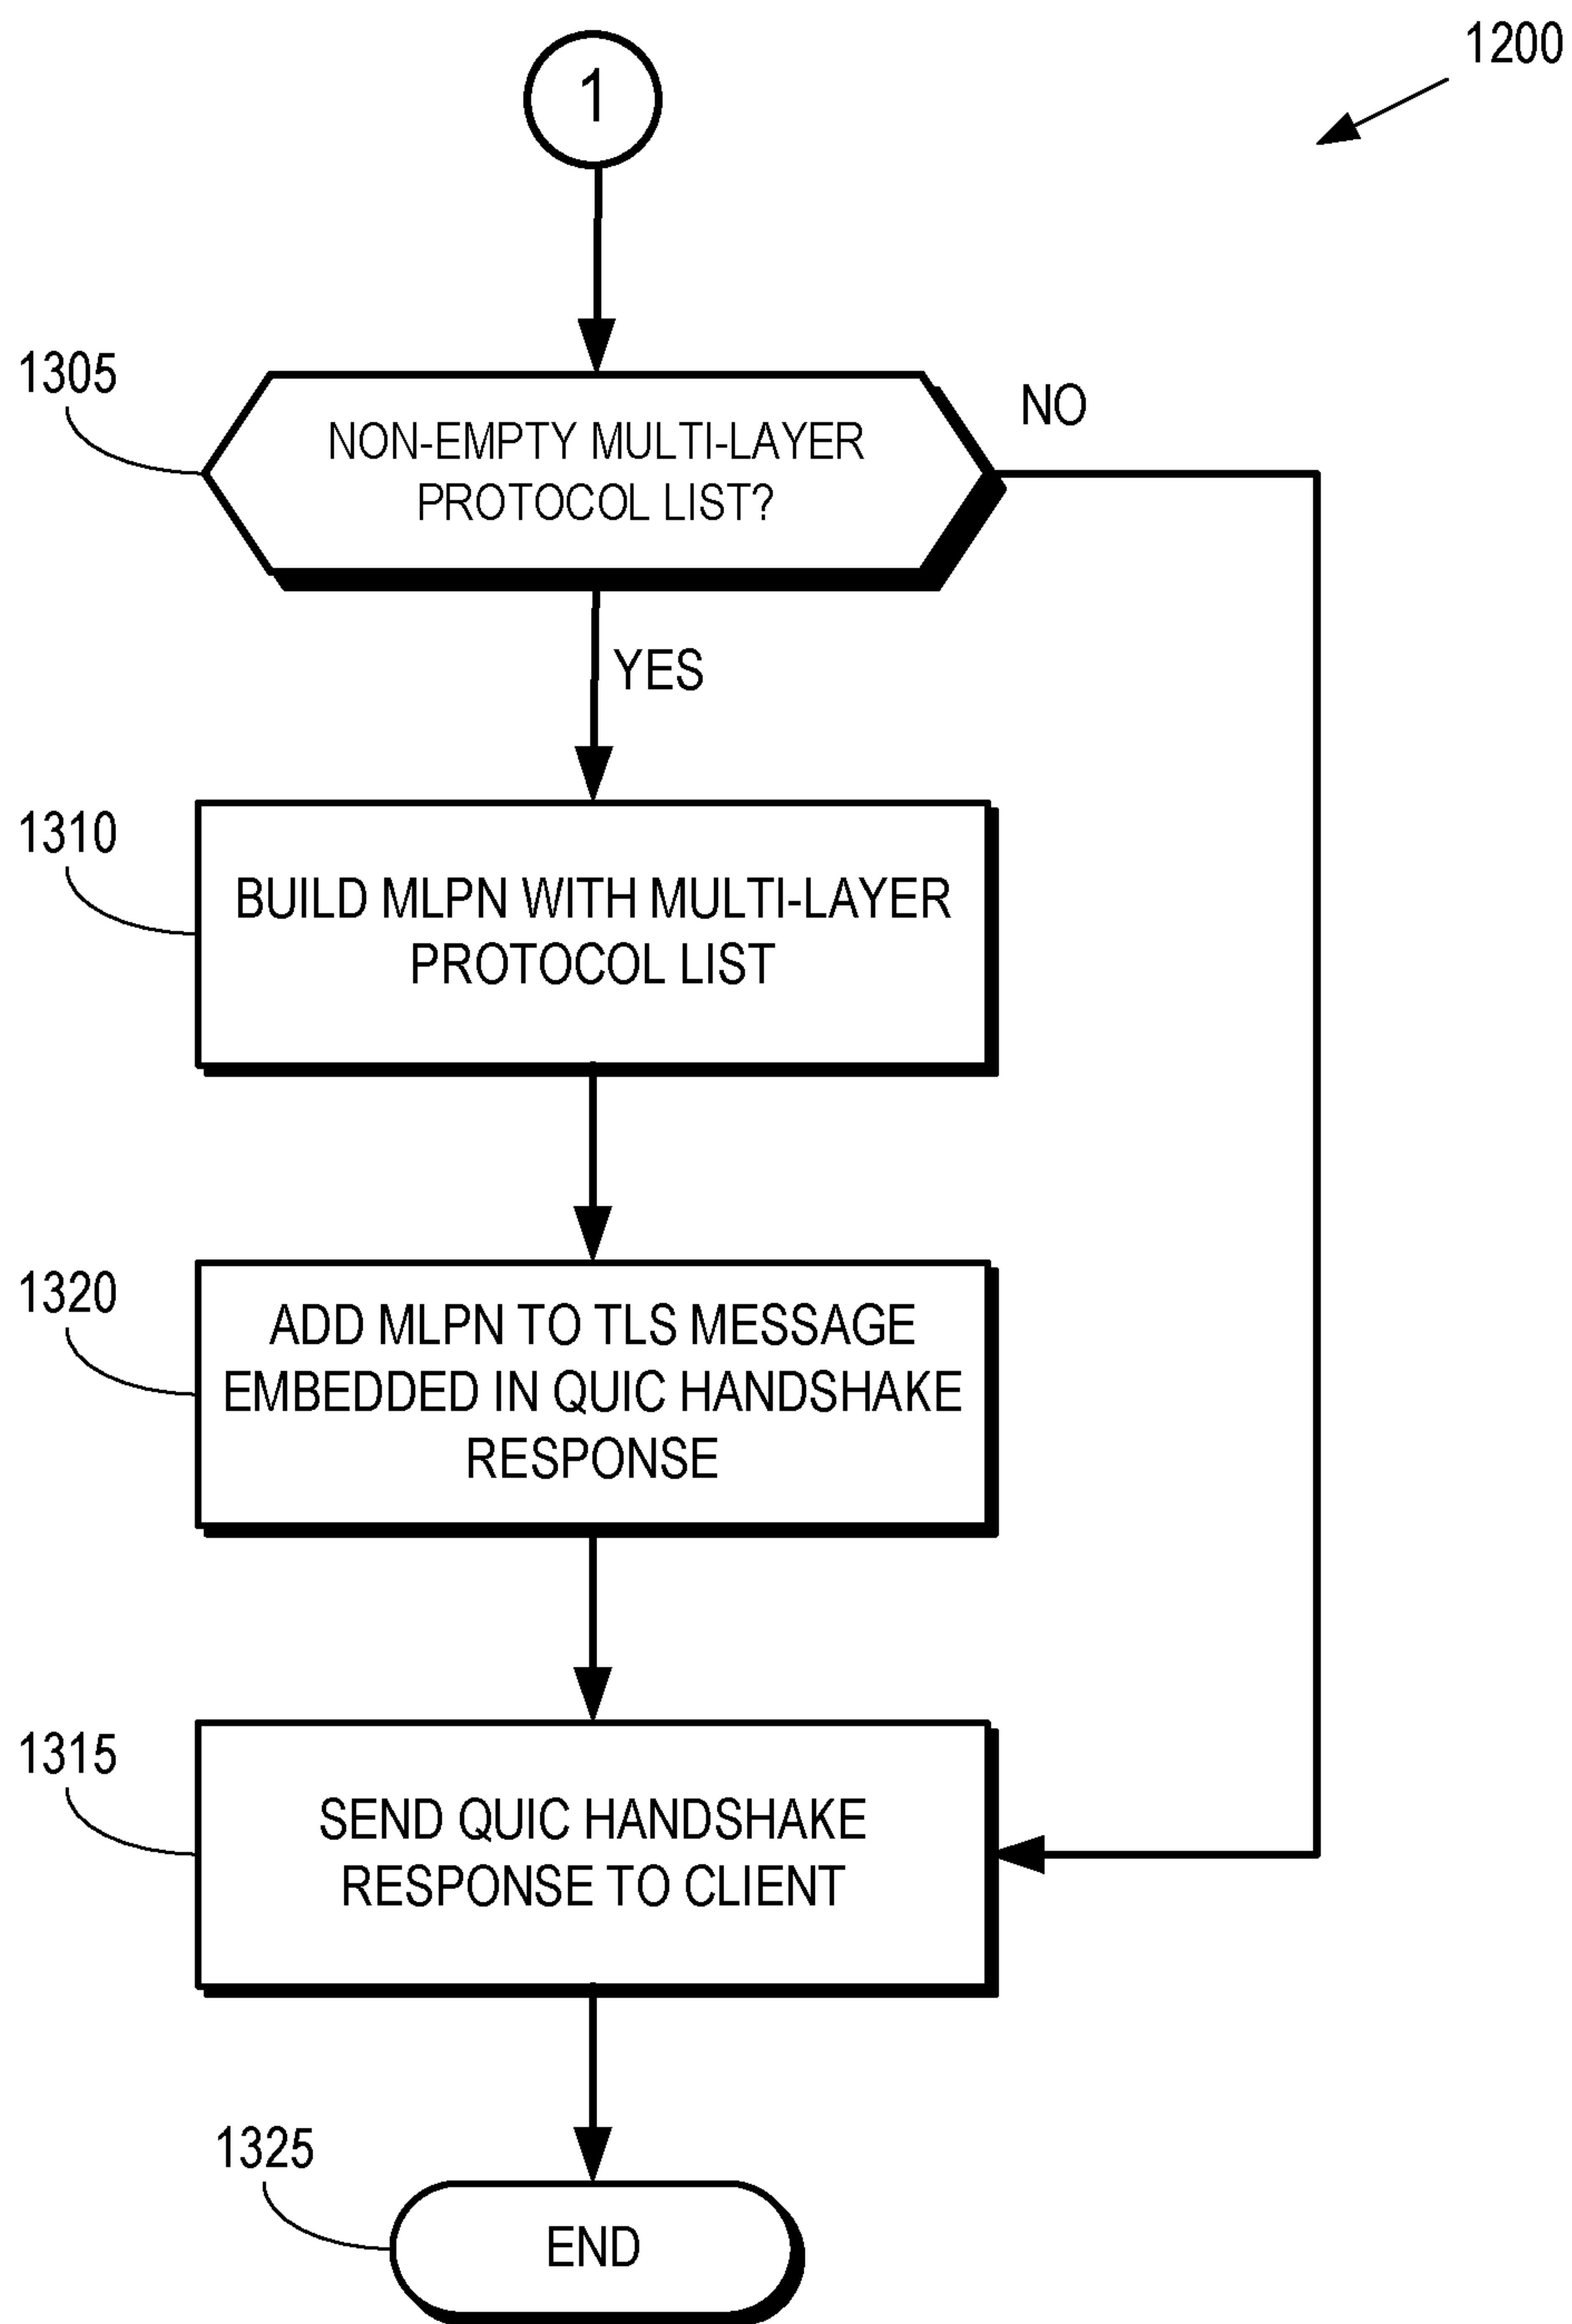 1200
1
1305
NON-EMPTY MULTI-LAYER
PROTOCOL LIST?
NO
YES
1310
BUILD MLPN WITH MULTI-LAYER
PROTOCOL LIST
1320
ADD MLPN TO TLS MESSAGE
EMBEDDED IN QUIC HANDSHAKE
RESPONSE
1315
SEND QUIC HANDSHAKE
RESPONSE TO CLIENT
1325
END